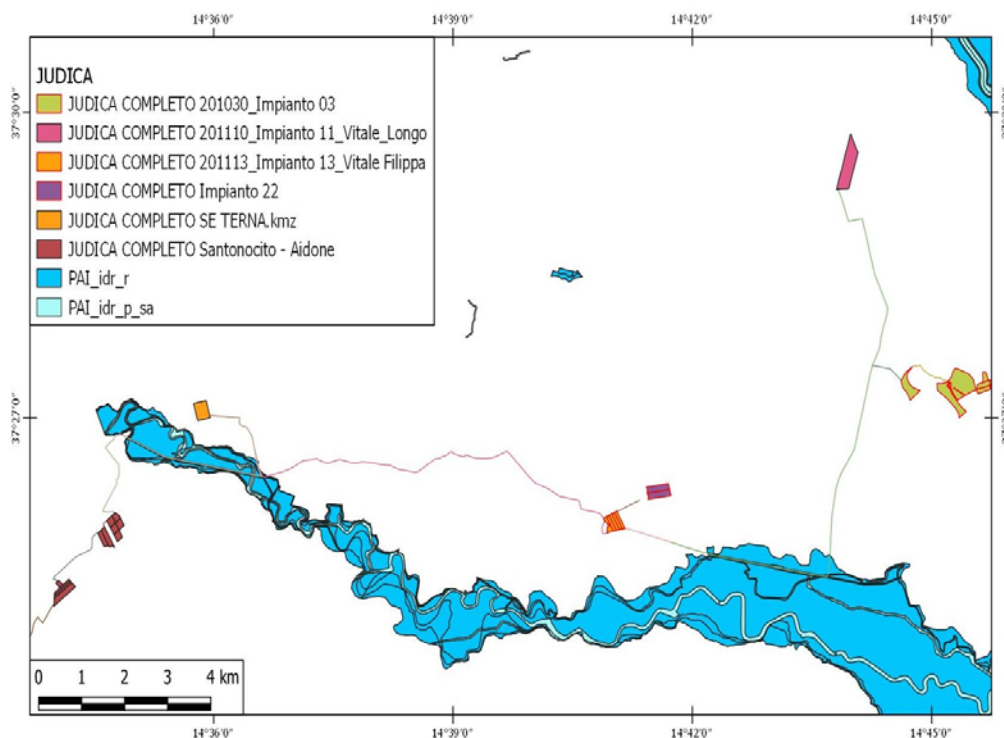 14°36'0" 14°39'0" 14°42'0" 14°45'0"
JUDICA
JUDICA COMPLETO 201030_Impianto 03
JUDICA COMPLETO 201110_Impianto 11_Vitale_Longo
JUDICA COMPLETO 201113_Impianto 13_Vitale Filippa
JUDICA COMPLETO Impianto 22
JUDICA COMPLETO SE TERNA.kmz
JUDICA COMPLETO Santonocito - Aidone
PAI_idr_r
PAI_idr_p_sa
37°30'0"
37°27'0"
0 1 2 3 4 km
14°36'0" 14°39'0" 14°42'0" 14°45'0"